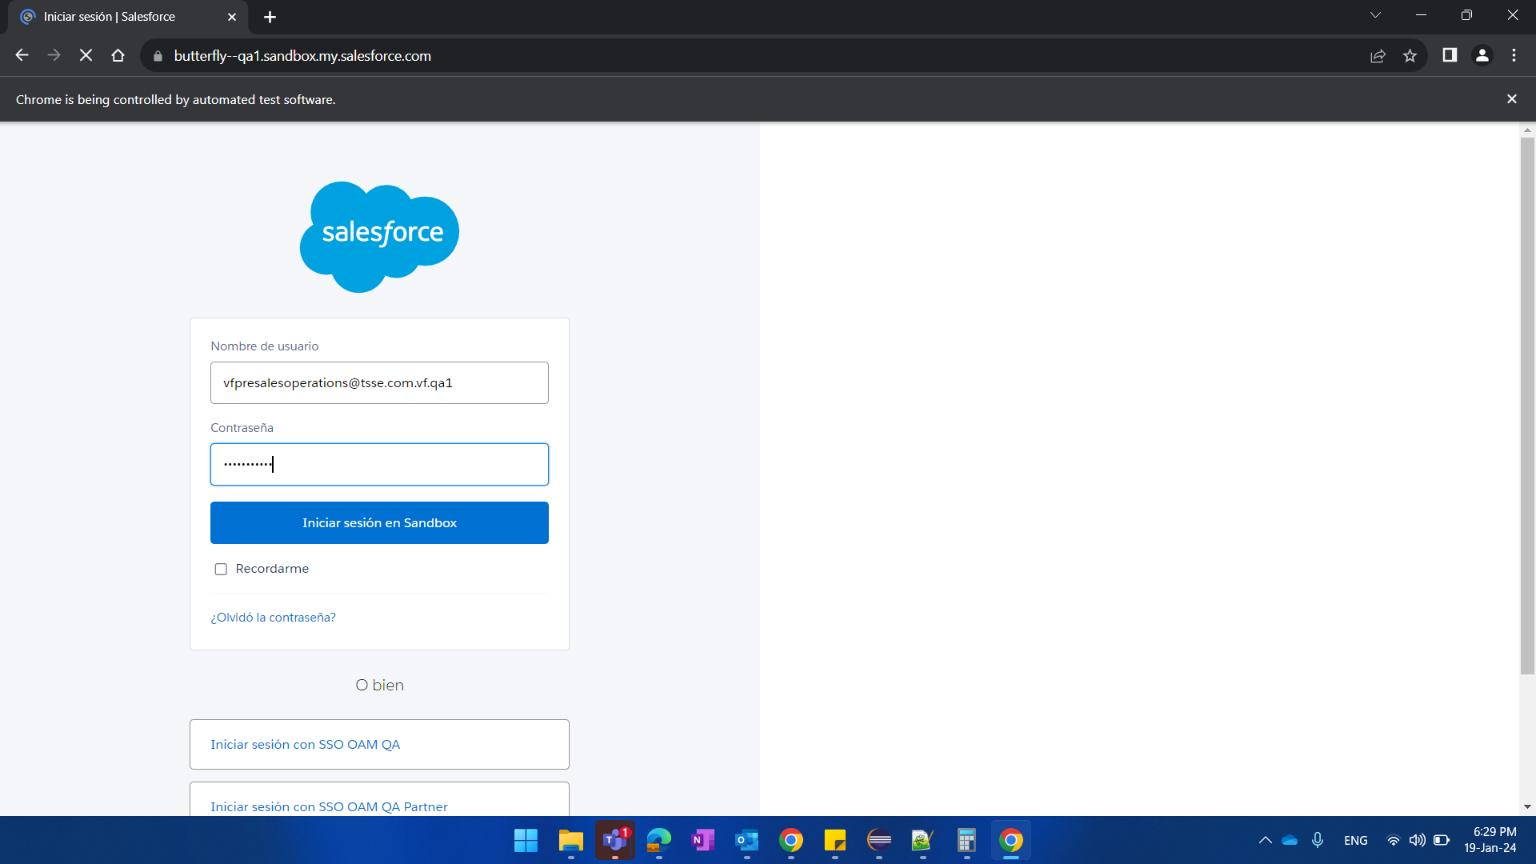 Iniciar sesión | Salesforce
butterfly--qa1.sandbox.my.salesforce.com
Chrome is being controlled by automated test software.
salesforce
Nombre de usuario
vfpresalesoperations@tsse.com.vf.qa1
Contraseña
Iniciar sesión en Sandbox
Recordarme
¿Olvidó la contraseña?
O bien
Iniciar sesión con SSO OAM QA
Iniciar sesión con SSO OAM QA Partner
1
ENG
6:29 PM
19-Jan-24